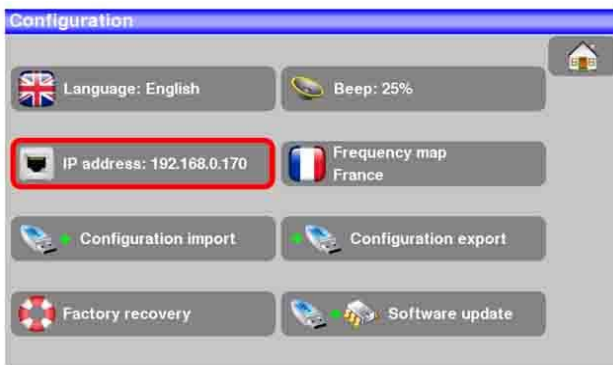 Configuration
Language: English
Beep: 25%
IP address: 192.168.0.170
Frequency map
France
Configuration import
Configuration export
Factory recovery
Software update